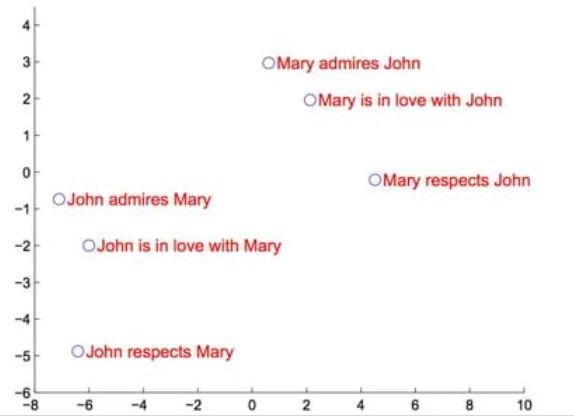 4
3
Mary admires John
2
Mary is in love with John
1
0
Mary respects John
John admires Mary
−1
−2
John is in love with Mary
−3
−4
−5
John respects Mary
−6
−8 −6 −4 −2 0 2 4 6 8 10